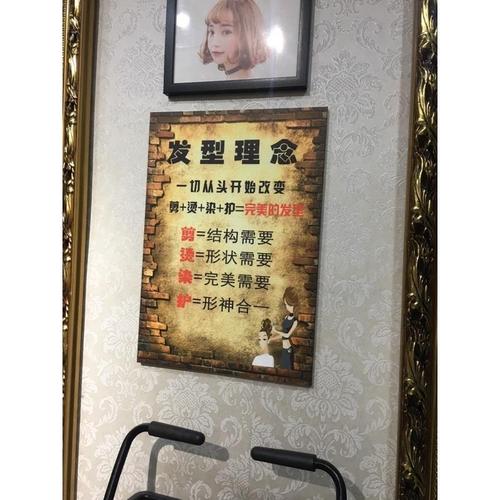 发型理念
一切从头开始改变
剪+烫+染+护=完美的发型
剪=结构需要
烫=形状需要
染=完美需要
护=形神合一